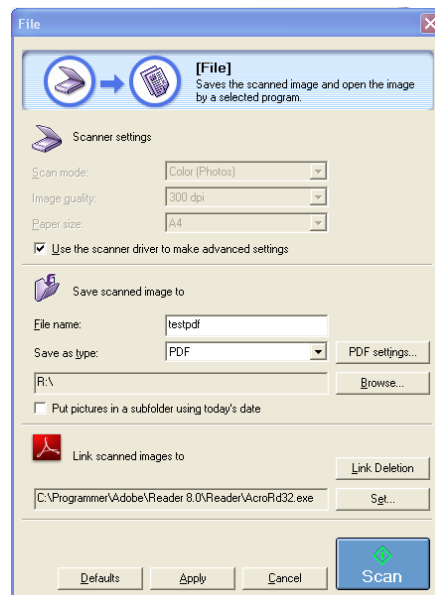 File
[File]
Saves the scanned image and open the image
by a selected program.
Scanner settings
Scan mode: Color (Photos)
Image quality: 300 dpi
Paper size: A4
Use the scanner driver to make advanced settings
Save scanned image to
File name: testpdf
Save as type: PDF PDF settings...
R:\ Browse...
Put pictures in a subfolder using today's date
Link scanned images to
Link Deletion
C:\Programmer\Adobe\Reader 8.0\Reader\AcroRd32.exe Set...
Defaults Apply Cancel Scan